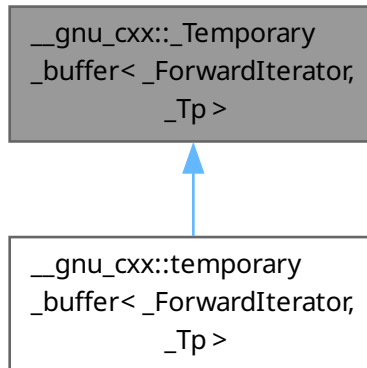 __gnu_cxx::_Temporary
_buffer< _ForwardIterator,
_Tp >
__gnu_cxx::temporary
_buffer< _ForwardIterator,
_Tp >